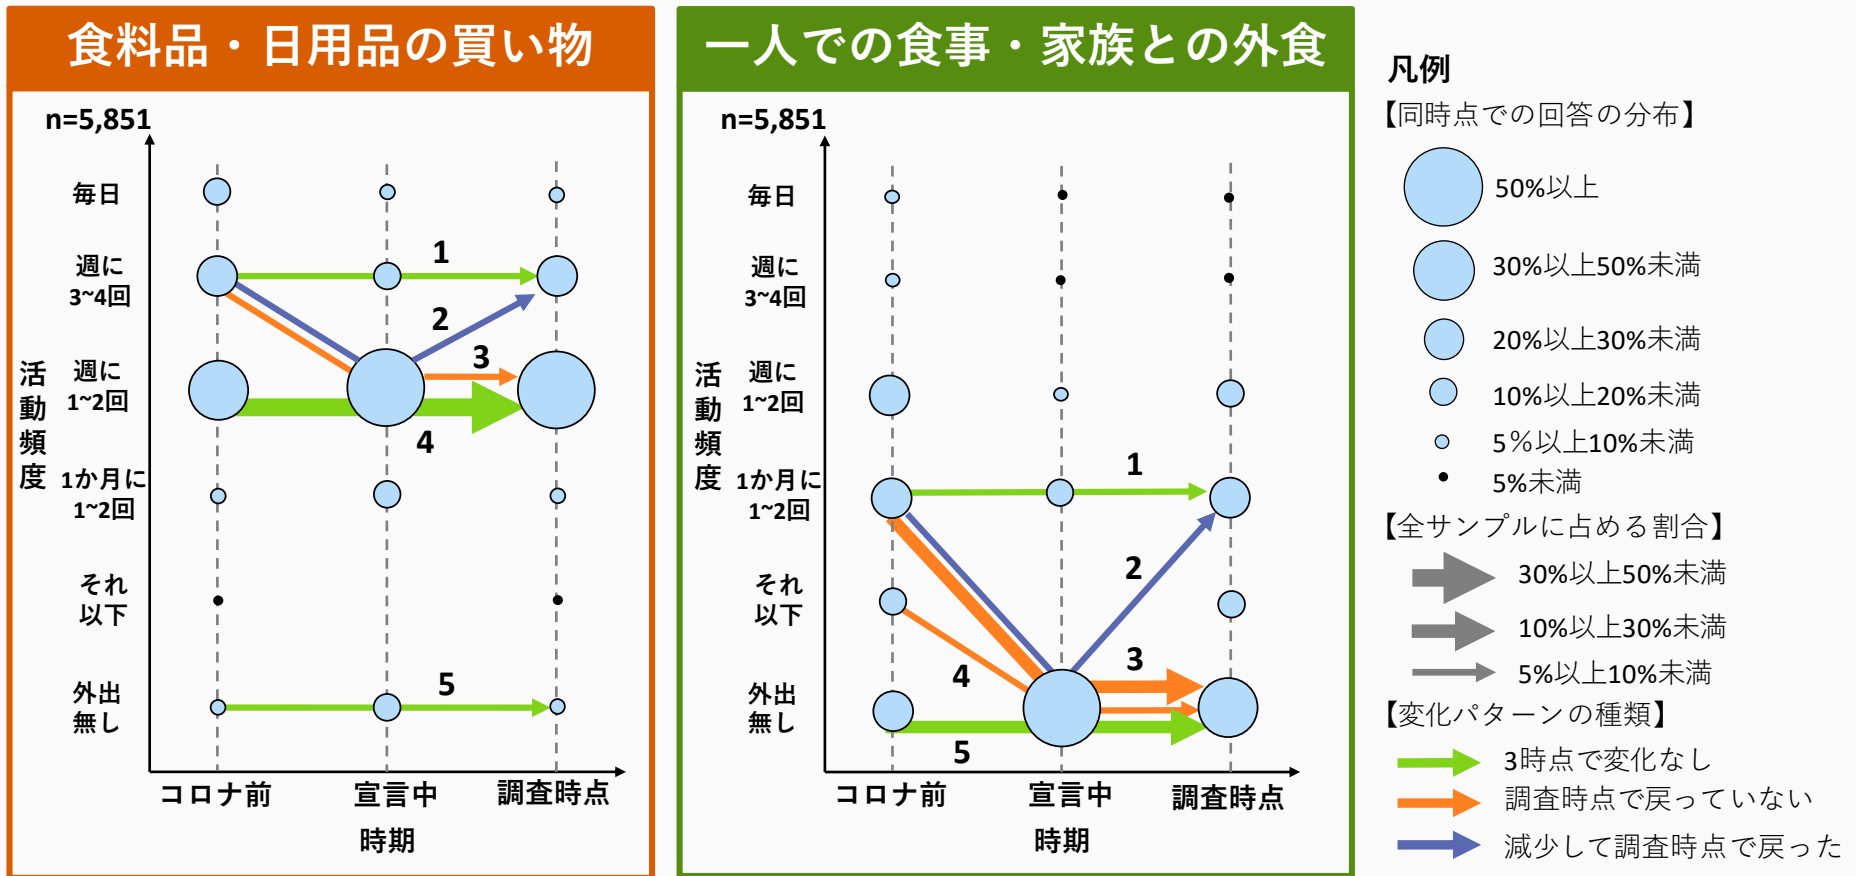 食料品・日用品の買い物
n=5,851
毎日
週に
3~4回
週に
1~2回
1か月に
1~2回
それ
以下
外出
無し
活動頻度
1
2
3
4
5
コロナ前
宣言中
調査時点
時期
一人での食事・家族との外食
n=5,851
毎日
週に
3~4回
週に
1~2回
1か月に
1~2回
それ
以下
外出
無し
活動頻度
1
2
3
4
5
コロナ前
宣言中
調査時点
時期
凡例
【同時点での回答の分布】
50%以上
30%以上50%未満
20%以上30%未満
10%以上20%未満
5%以上10%未満
5%未満
【全サンプルに占める割合】
30%以上50%未満
10%以上30%未満
5%以上10%未満
【変化パターンの種類】
3時点で変化なし
調査時点で戻っていない
減少して調査時点で戻った